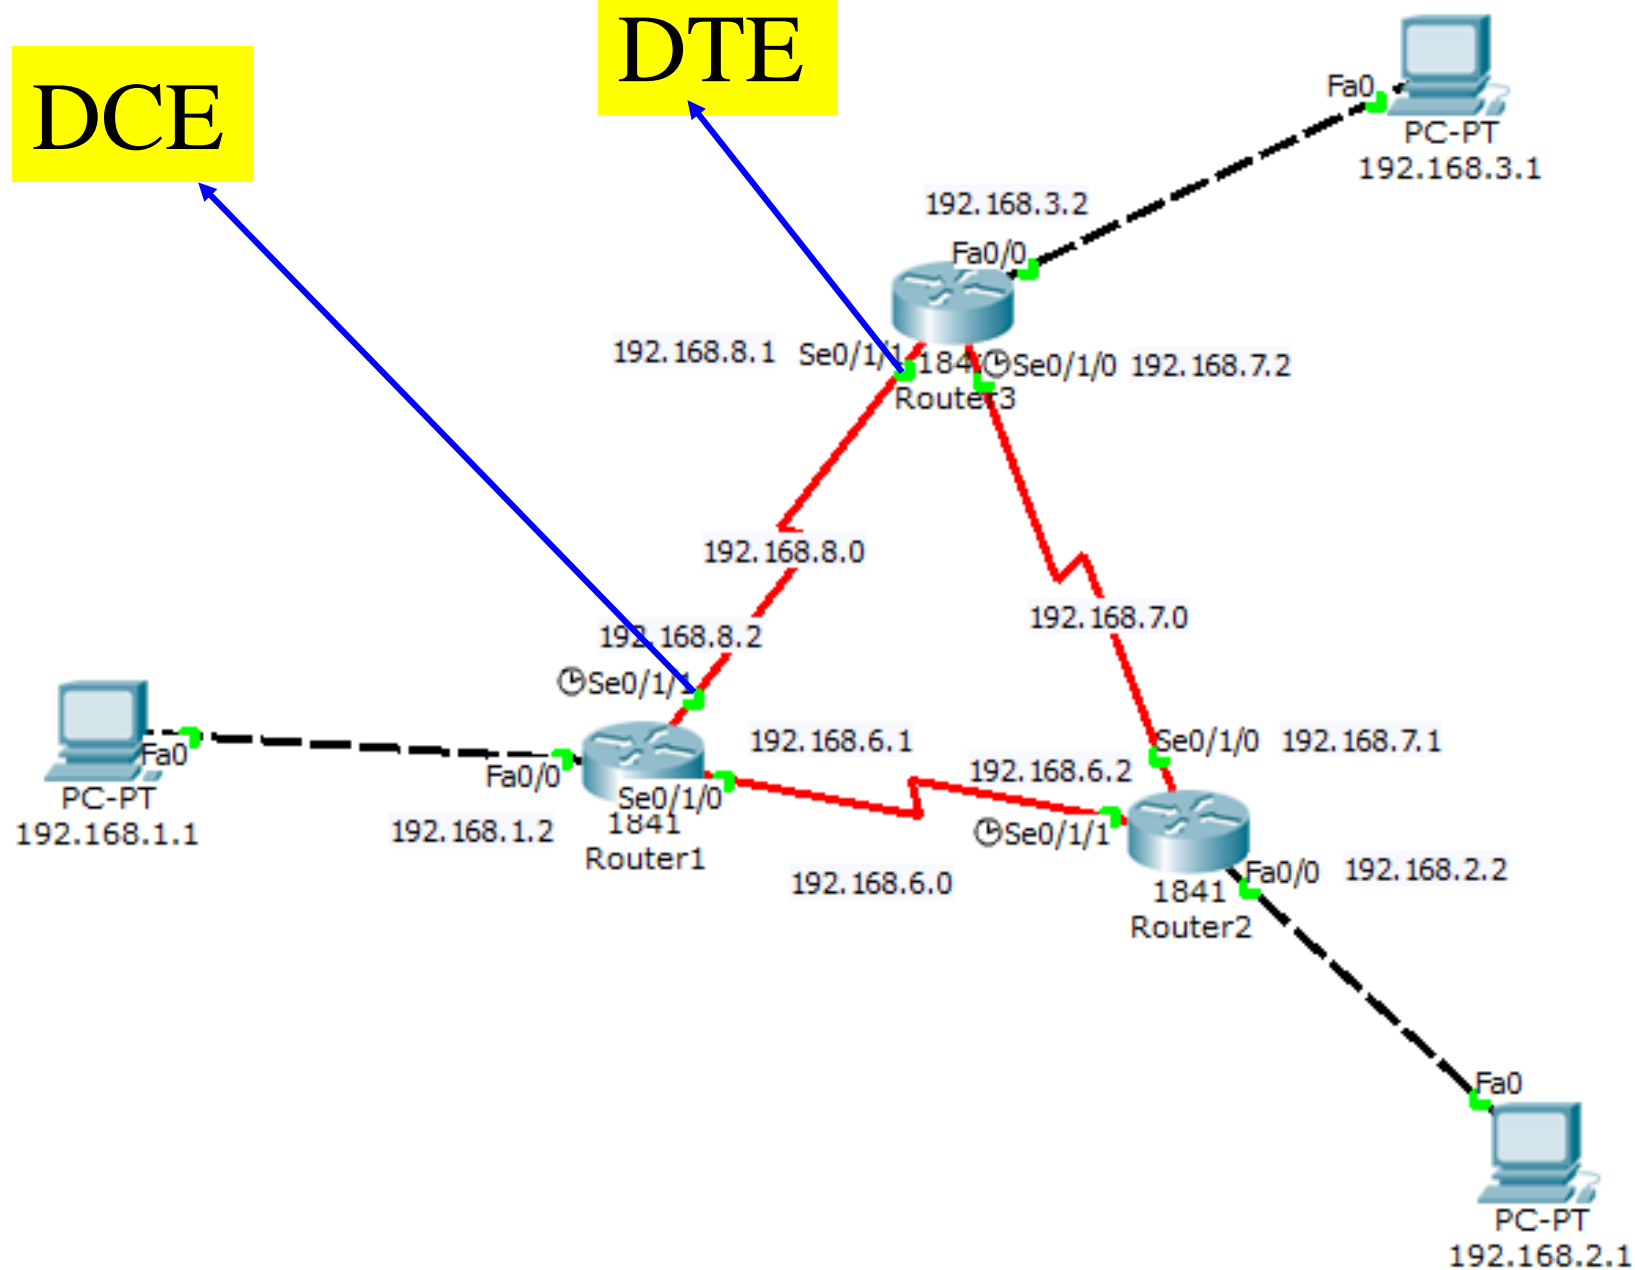 DTE
DCE
Fa0
PC-PT
192.168.3.1
192.168.3.2
Fa0/0
192.168.8.1
Se0/1/1
Se0/1/0
192.168.7.2
Router3
192.168.8.0
192.168.7.0
192.168.8.2
Se0/1/1
192.168.6.1
Se0/1/0
192.168.7.1
Fa0
Fa0/0
192.168.6.2
PC-PT
192.168.1.1
Se0/1/0
192.168.1.2
1841
Router1
Se0/1/1
192.168.6.0
Fa0/0
192.168.2.2
1841
Router2
Fa0
PC-PT
192.168.2.1